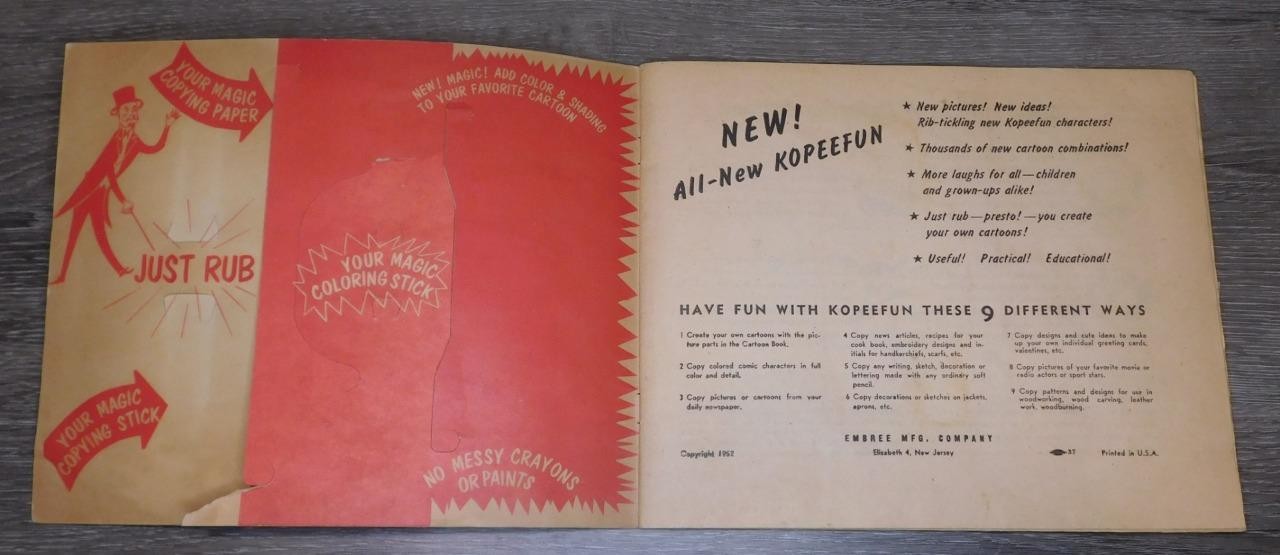 YOUR MAGIC
COPYING PAPER
JUST RUB
YOUR MAGIC
COPYING STICK
NEW! MAGIC! ADD COLOR & SHADING
TO YOUR FAVORITE CARTOON
YOUR MAGIC
COLORING STICK
NO MESSY CRAYONS
OR PAINTS
NEW!
All-New KOPEEFUN
★ New pictures! New ideas!
Rib-tickling new Kopeefun characters!
★ Thousands of new cartoon combinations!
★ More laughs for all—children
and grown-ups alike!
★ Just rub—presto!—you create
your own cartoons!
★ Useful! Practical! Educational!
HAVE FUN WITH KOPEEFUN THESE 9 DIFFERENT WAYS
1 Create your own cartoons with the pic-
ture parts in the Cartoon Book.
2 Copy colored comic characters in full
color and detail.
3 Copy pictures or cartoons from your
daily newspaper.
4 Copy news articles, recipes for your
cook book, embroidery designs and in-
itials for handkerchiefs, scarfs, etc.
5 Copy any writing, sketch, decoration or
lettering made with any ordinary soft
pencil.
6 Copy decorations or sketches on jackets,
aprons, etc.
7 Copy designs and cute ideas to make
up your own individual greeting cards,
valentines, etc.
8 Copy pictures of your favorite movie or
radio actors or sport stars.
9 Copy patterns and designs for use in
woodworking, wood carving, leather
work, woodburning.
EMBREE MFG. COMPANY
Copyright 1952
Elizabeth 4, New Jersey
37
Printed in U.S.A.